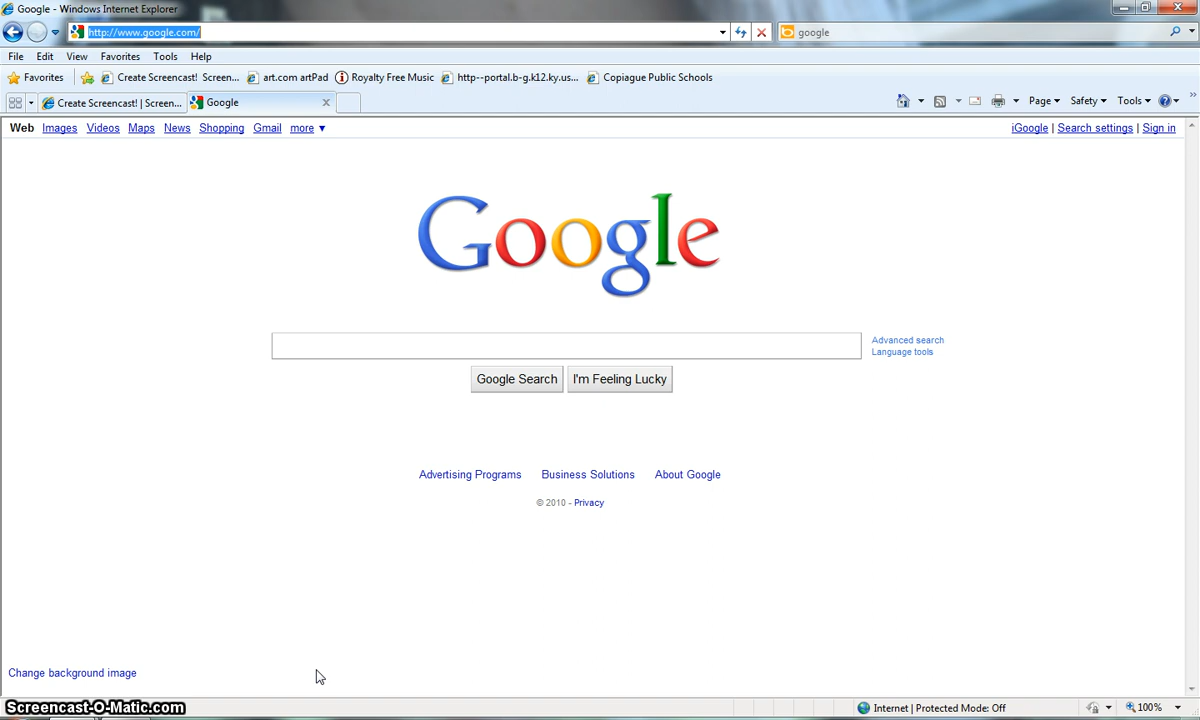 Google - Windows Internet Explorer
http://www.google.com/
google
File Edit View Favorites Tools Help
Favorites Create Screencast! Screen... art.com artPad Royalty Free Music http--portal.b-g.k12.ky.us... Copiague Public Schools
Create Screencast! | Screen... Google x Page Safety Tools
Web Images Videos Maps News Shopping Gmail more ▼ iGoogle | Search settings | Sign in
Google
Advanced search
Language tools
Google Search I'm Feeling Lucky
Advertising Programs Business Solutions About Google
© 2010 - Privacy
Change background image
Screencast-O-Matic.com Internet | Protected Mode: Off 100%